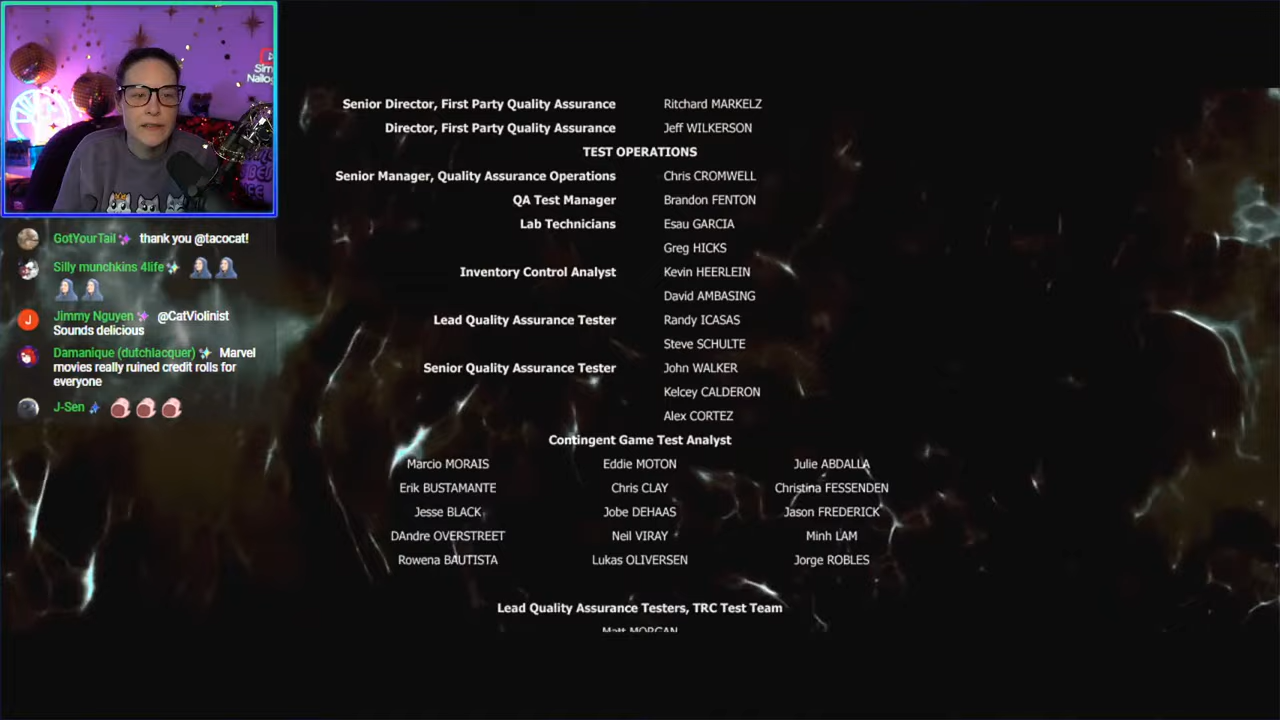 Sim
Nailog
GotYourTail thank you @tacocat!
Silly munchkins 4life
J
Jimmy Nguyen @CatViolinist
Sounds delicious
Damanique (dutchlacquer) Marvel
movies really ruined credit rolls for
everyone
J-Sen
Senior Director, First Party Quality Assurance Ritchard MARKELZ
Director, First Party Quality Assurance Jeff WILKERSON
TEST OPERATIONS
Senior Manager, Quality Assurance Operations Chris CROMWELL
QA Test Manager Brandon FENTON
Lab Technicians Esau GARCIA
Greg HICKS
Inventory Control Analyst Kevin HEERLEIN
David AMBASING
Lead Quality Assurance Tester Randy ICASAS
Steve SCHULTE
Senior Quality Assurance Tester John WALKER
Kelcey CALDERON
Alex CORTEZ
Contingent Game Test Analyst
Marcio MORAIS Eddie MOTON Julie ABDALLA
Erik BUSTAMANTE Chris CLAY Christina FESSENDEN
Jesse BLACK Jobe DEHAAS Jason FREDERICK
DAndre OVERSTREET Neil VIRAY Minh LAM
Rowena BAUTISTA Lukas OLIVERSEN Jorge ROBLES
Lead Quality Assurance Testers, TRC Test Team
Matt MORGAN